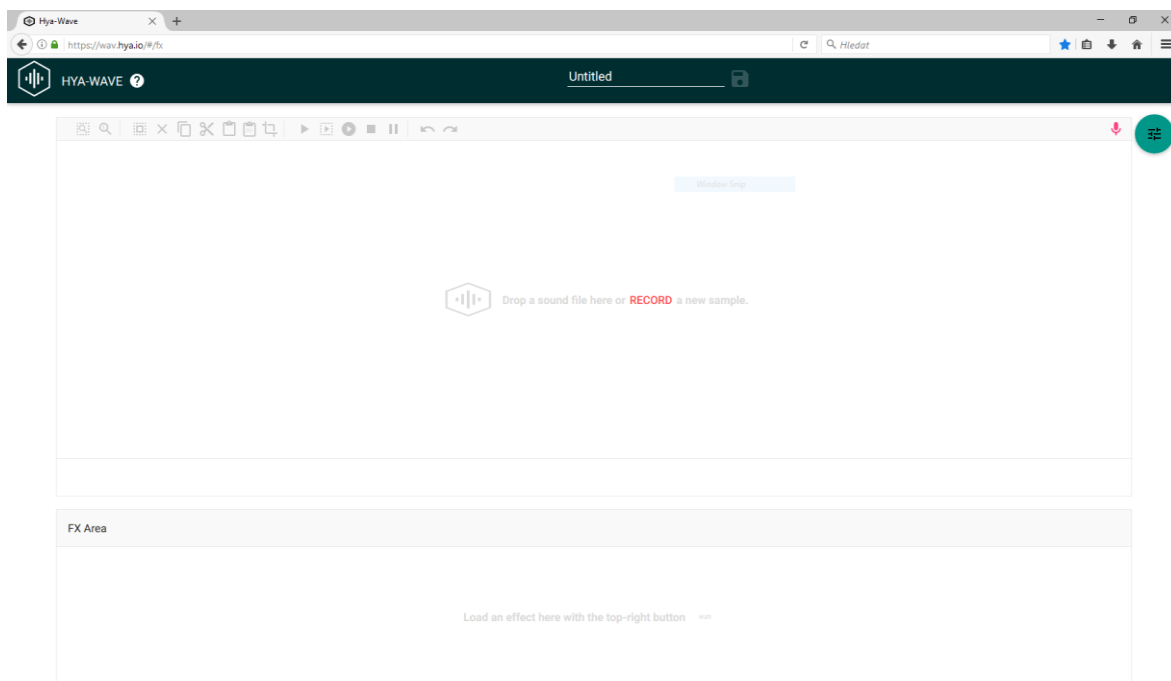 Hya-Wave
https://wav.hya.io/#/fx
Hledat
HYA-WAVE
Untitled
Window Snip
Drop a sound file here or RECORD a new sample.
FX Area
Load an effect here with the top-right button